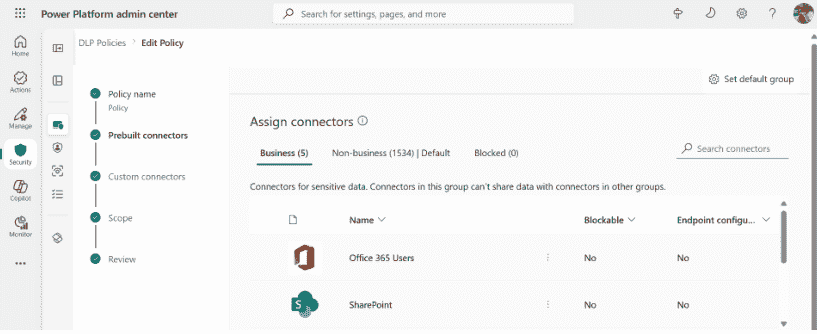 Power Platform admin center
Search for settings, pages, and more
Home
Actions
Manage
Security
Copilot
Monitor
DLP Policies > Edit Policy
Set default group
Policy name
Policy
Prebuilt connectors
Custom connectors
Scope
Review
Assign connectors
Business (5) Non-business (1534) | Default Blocked (0)
Search connectors
Connectors for sensitive data. Connectors in this group can't share data with connectors in other groups.
Name Blockable Endpoint configu...
Office 365 Users No No
SharePoint No No